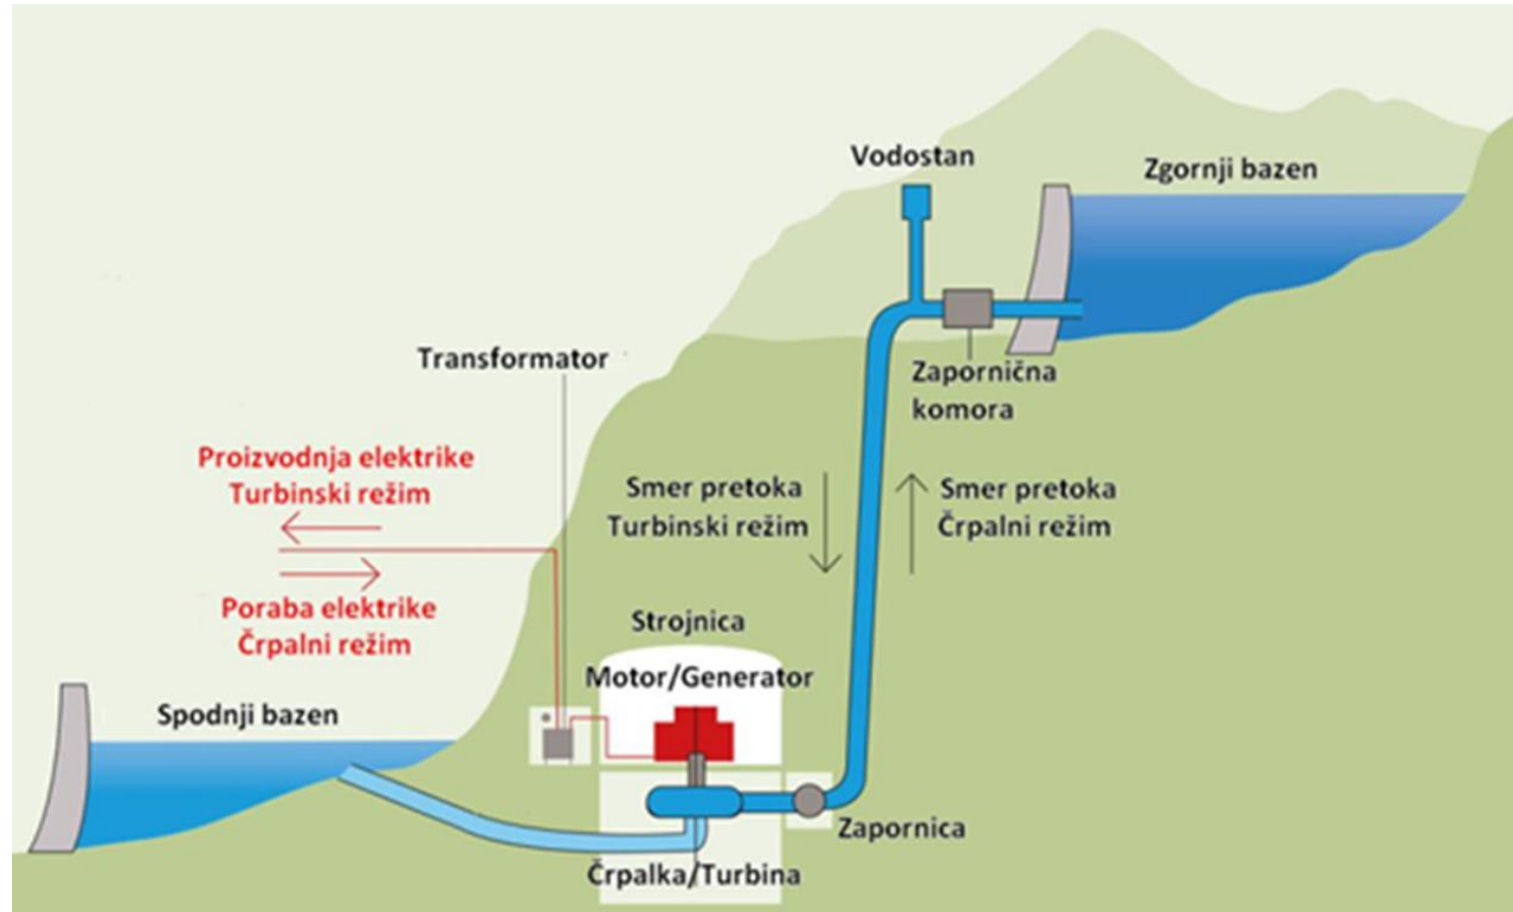 Vodostan
Zgornji bazen
Transformator
Zapornična
komora
Proizvodnja elektrike
Turbinski režim
Smer pretoka
Turbinski režim
Smer pretoka
Črpalni režim
Poraba elektrike
Črpalni režim
Strojnica
Motor/Generator
Spodnji bazen
Zapornica
Črpalka/Turbina